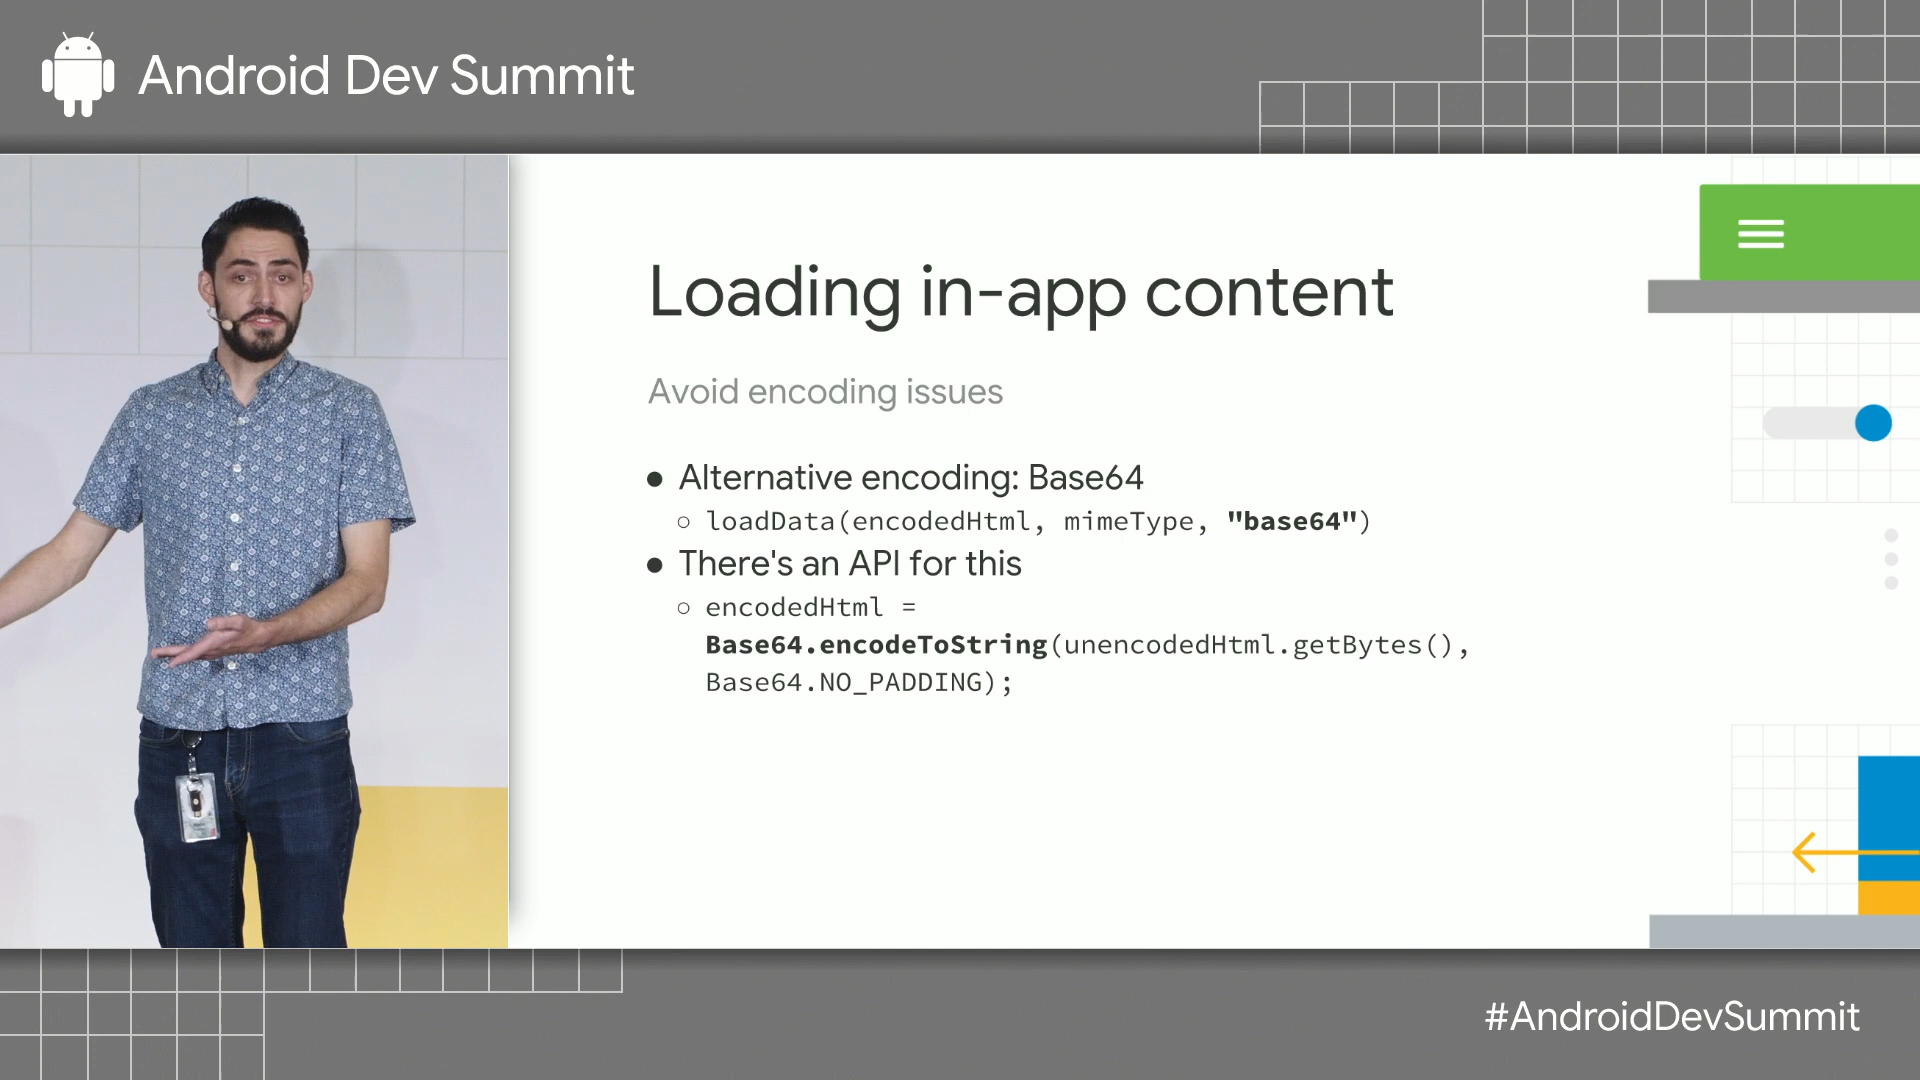 Android Dev Summit
Loading in-app content
Avoid encoding issues
● Alternative encoding: Base64
○ loadData(encodedHtml, mimeType, "base64")
● There's an API for this
○ encodedHtml =
Base64.encodeToString(unencodedHtml.getBytes(),
Base64.NO_PADDING);
#AndroidDevSummit